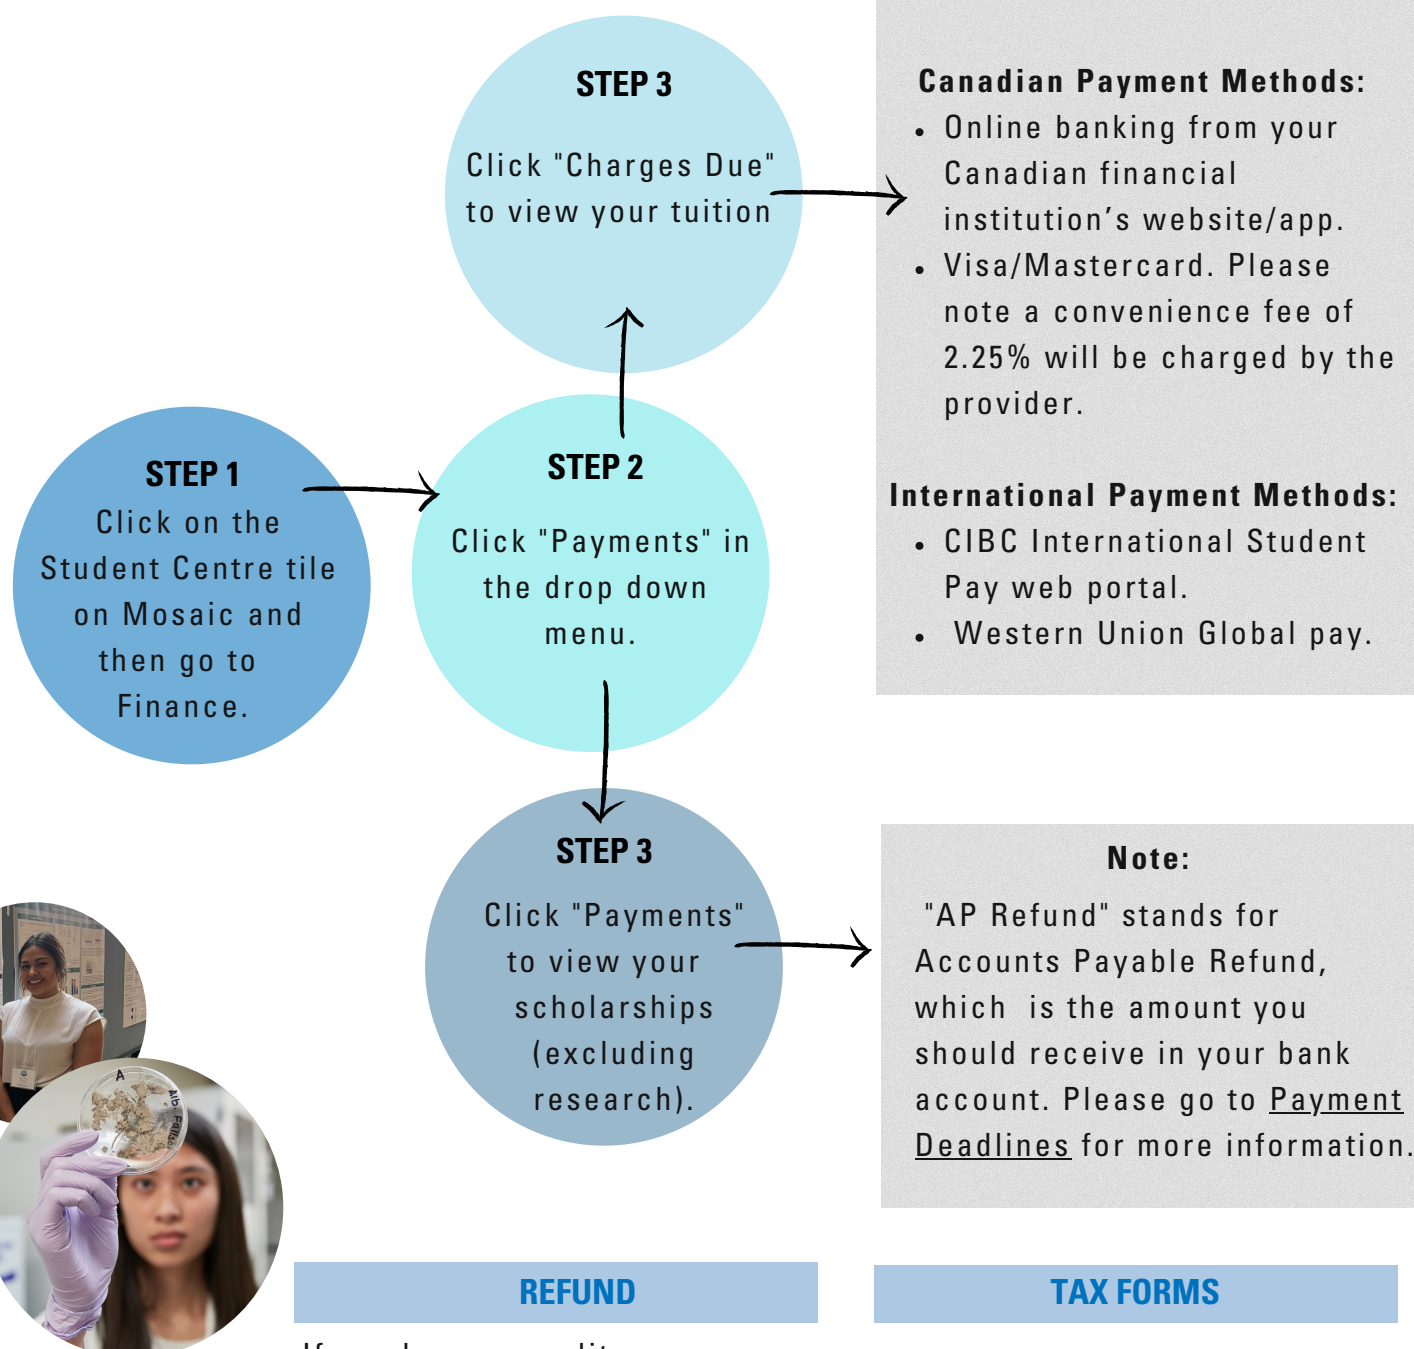 STEP 3
Click "Charges Due"
to view your tuition
Canadian Payment Methods:
• Online banking from your
Canadian financial
institution’s website/app.
• Visa/Mastercard. Please
note a convenience fee of
2.25% will be charged by the
provider.
International Payment Methods:
• CIBC International Student
Pay web portal.
• Western Union Global pay.
STEP 1
Click on the
Student Centre tile
on Mosaic and
then go to
Finance.
STEP 2
Click "Payments" in
the drop down
menu.
STEP 3
Click "Payments"
to view your
scholarships
(excluding
research).
Note:
"AP Refund" stands for
Accounts Payable Refund,
which is the amount you
should receive in your bank
account. Please go to Payment
Deadlines for more information.
A
REFUND
TAX FORMS